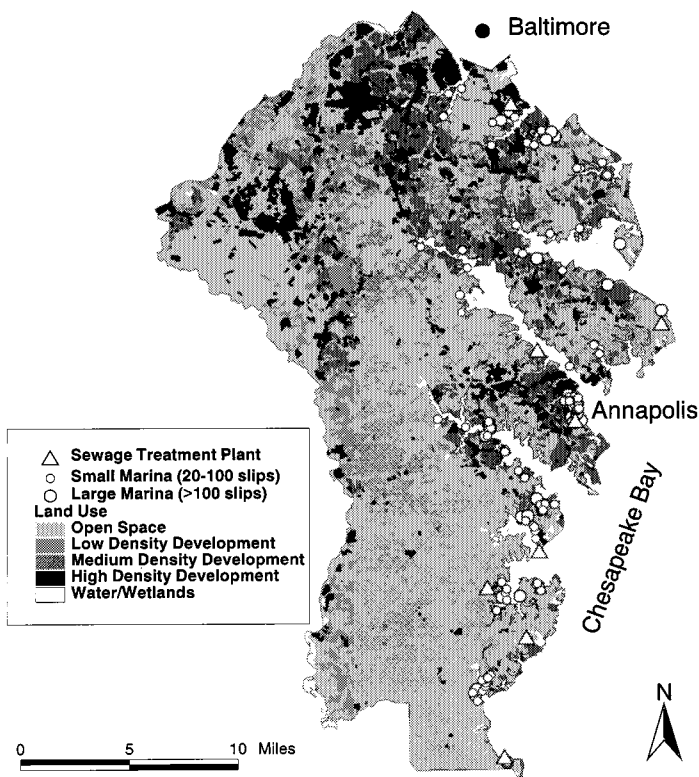 Baltimore
Annapolis
Chesapeake Bay
Sewage Treatment Plant
Small Marina (20-100 slips)
Large Marina (>100 slips)
Land Use
Open Space
Low Density Development
Medium Density Development
High Density Development
Water/Wetlands
N
0 5 10 Miles